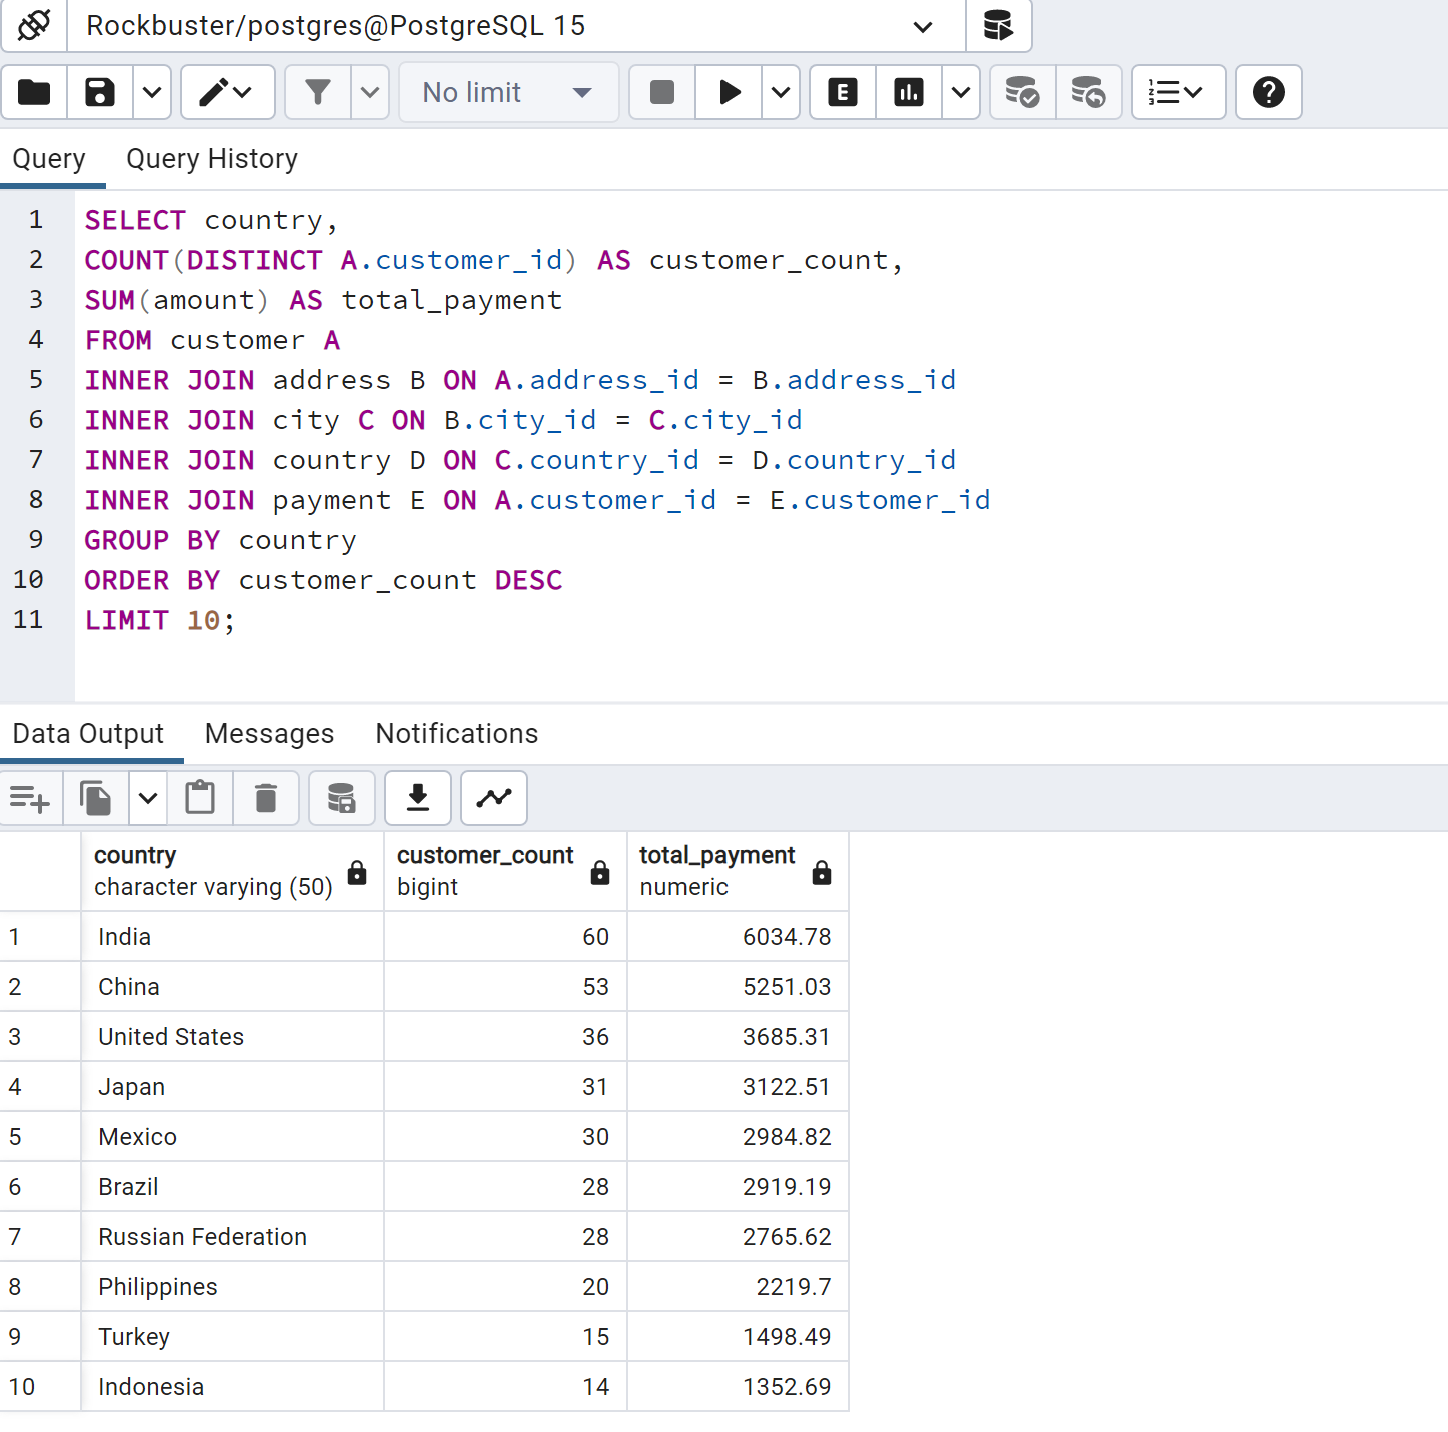 Rockbuster/postgres@PostgreSQL 15
No limit
E
Query Query History
1 SELECT country,
2 COUNT(DISTINCT A.customer_id) AS customer_count,
3 SUM(amount) AS total_payment
4 FROM customer A
5 INNER JOIN address B ON A.address_id = B.address_id
6 INNER JOIN city C ON B.city_id = C.city_id
7 INNER JOIN country D ON C.country_id = D.country_id
8 INNER JOIN payment E ON A.customer_id = E.customer_id
9 GROUP BY country
10 ORDER BY customer_count DESC
11 LIMIT 10;
Data Output Messages Notifications
country customer_count total_payment
character varying (50) bigint numeric
1 India 60 6034.78
2 China 53 5251.03
3 United States 36 3685.31
4 Japan 31 3122.51
5 Mexico 30 2984.82
6 Brazil 28 2919.19
7 Russian Federation 28 2765.62
8 Philippines 20 2219.7
9 Turkey 15 1498.49
10 Indonesia 14 1352.69